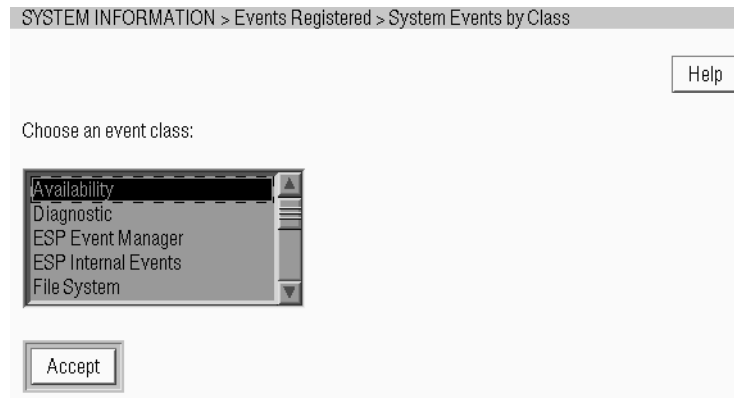 SYSTEM INFORMATION > Events Registered > System Events by Class
Help
Choose an event class:
Availability
Diagnostic
ESP Event Manager
ESP Internal Events
File System
Accept